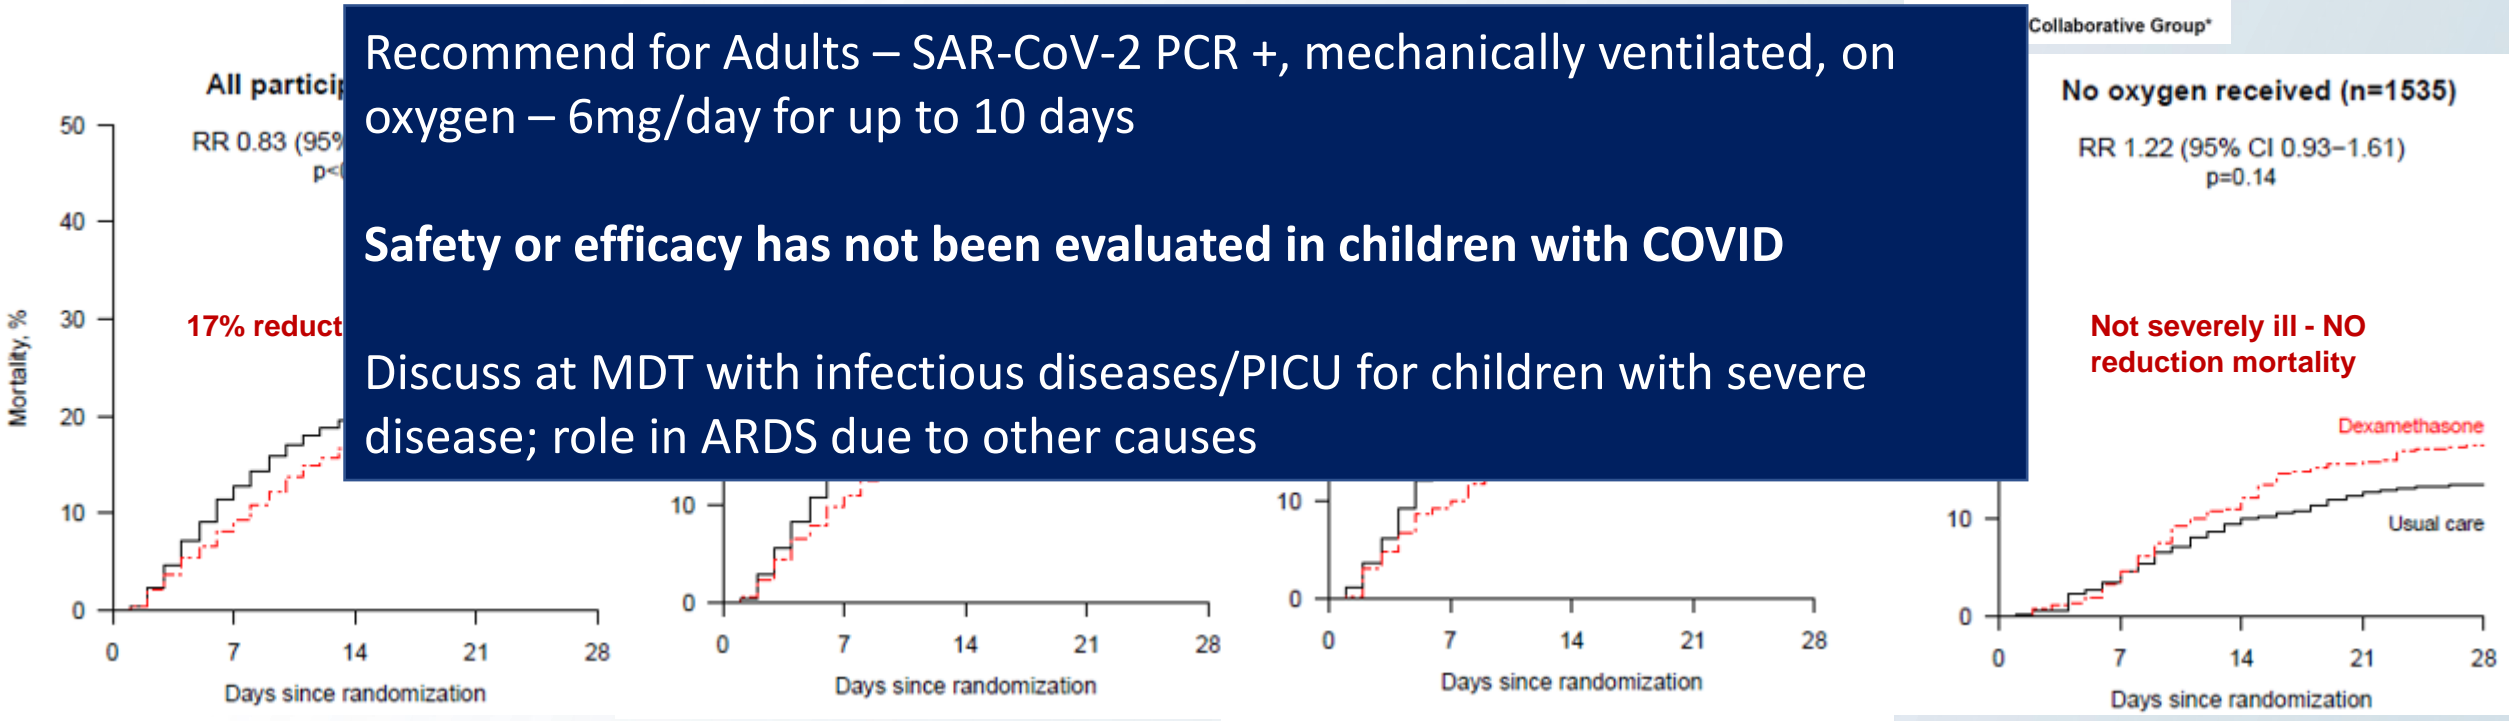 Collaborative Group*
Recommend for Adults – SAR-CoV-2 PCR +, mechanically ventilated, on
oxygen – 6mg/day for up to 10 days
Safety or efficacy has not been evaluated in children with COVID
Discuss at MDT with infectious diseases/PICU for children with severe
disease; role in ARDS due to other causes
All
RR 0.83 (95%
17%
Mortality, %
50
40
30
20
10
0
0 7 14 21 28
Days since randomization
10
0
0 7 14 21 28
Days since randomization
10
0
0 7 14 21 28
Days since randomization
No oxygen received (n=1535)
RR 1.22 (95% CI 0.93–1.61)
p=0.14
Not severely ill - NO
reduction mortality
Dexamethasone
Usual care
10
0
0 7 14 21 28
Days since randomization